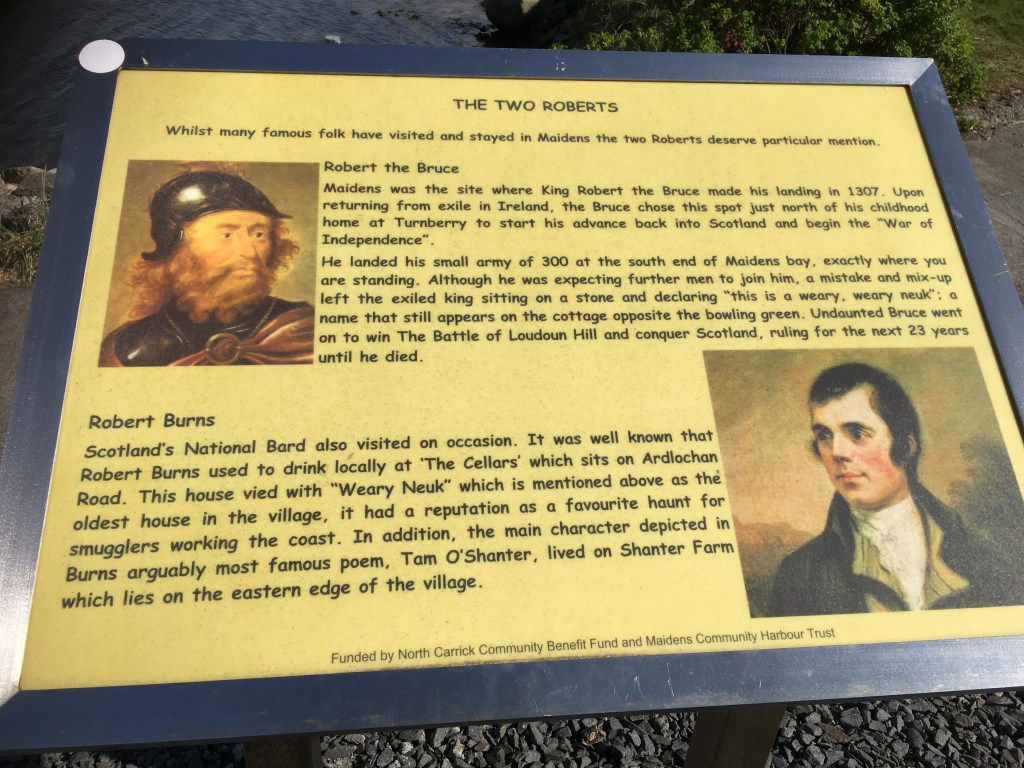 THE TWO ROBERTS
Whilst many famous folk have visited and stayed in Maidens the two Roberts deserve particular mention.
Robert the Bruce
Maidens was the site where King Robert the Bruce made his landing in 1307. Upon
returning from exile in Ireland, the Bruce chose this spot just north of his childhood
home at Turnberry to start his advance back into Scotland and begin the "War of
Independence".
He landed his small army of 300 at the south end of Maidens bay, exactly where you
are standing. Although he was expecting further men to join him, a mistake and mix-up
left the exiled king sitting on a stone and declaring "this is a weary, weary neuk"; a
name that still appears on the cottage opposite the bowling green. Undaunted Bruce went
on to win The Battle of Loudoun Hill and conquer Scotland, ruling for the next 23 years
until he died.
Robert Burns
Scotland's National Bard also visited on occasion. It was well known that
Robert Burns used to drink locally at 'The Cellars' which sits on Ardlochan
Road. This house vied with "Weary Neuk" which is mentioned above as the
oldest house in the village, it had a reputation as a favourite haunt for
smugglers working the coast. In addition, the main character depicted in
Burns arguably most famous poem, Tam O'Shanter, lived on Shanter Farm
which lies on the eastern edge of the village.
Funded by North Carrick Community Benefit Fund and Maidens Community Harbour Trust